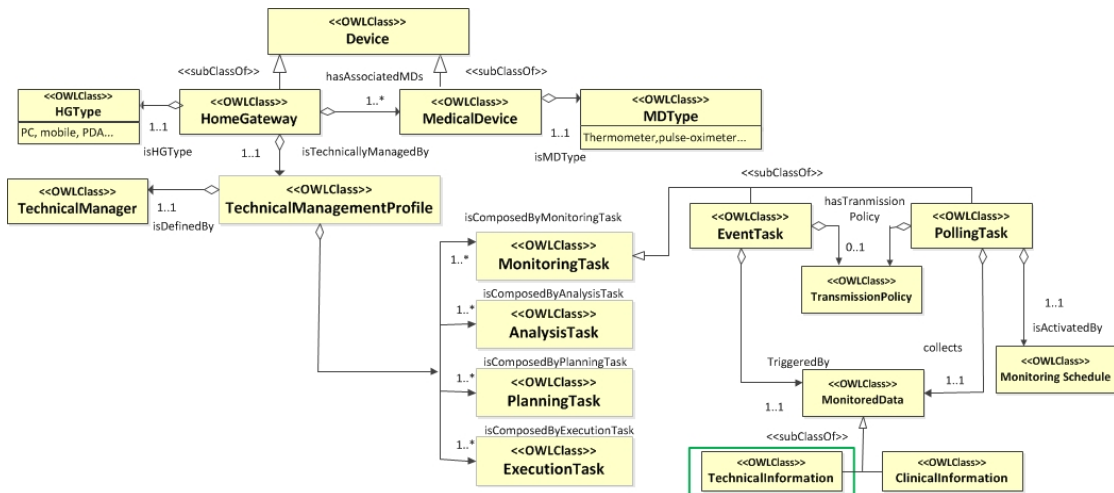 <<OWLClass>>
Device
<<subClassOf>>
hasAssociatedMDs
<<subClassOf>>
<<OWLClass>>
HGType
PC, mobile, PDA...
1..1
isHGType
<<OWLClass>>
HomeGateway
1..*
<<OWLClass>>
MedicalDevice
1..1
isMDType
<<OWLClass>>
MDType
Thermometer,pulse-oximeter...
1..1
isTechnicallyManagedBy
<<OWLClass>>
TechnicalManager
1..1
isDefinedBy
<<OWLClass>>
TechnicalManagementProfile
<<subClassOf>>
isComposedByMonitoringTask
1..*
<<OWLClass>>
MonitoringTask
<<OWLClass>>
EventTask
hasTranmission
Policy
0..1
<<OWLClass>>
PollingTask
<<OWLClass>>
TransmissionPolicy
isComposedByAnalysisTask
1..*
<<OWLClass>>
AnalysisTask
1..1
isActivatedBy
collects
<<OWLClass>>
Monitoring Schedule
isComposedByPlanningTask
1..*
<<OWLClass>>
PlanningTask
TriggeredBy
1..1
<<OWLClass>>
MonitoredData
1..1
isComposedByExecutionTask
1..*
<<OWLClass>>
ExecutionTask
<<subClassOf>>
<<OWLClass>>
TechnicalInformation
<<OWLClass>>
ClinicalInformation